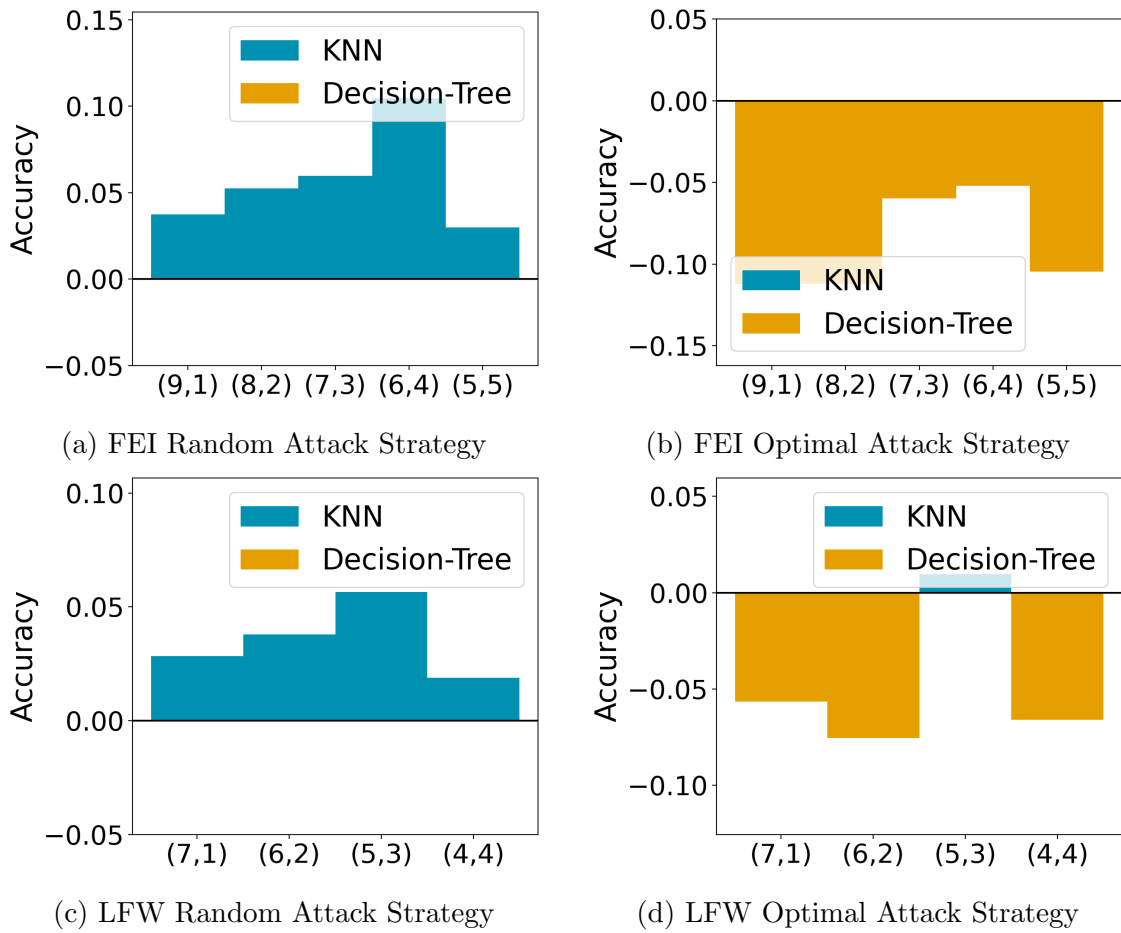 0.15
0.10
0.05
0.00
−0.05
Accuracy
KNN
Decision-Tree
(9,1) (8,2) (7,3) (6,4) (5,5)
(a) FEI Random Attack Strategy
0.05
0.00
−0.05
−0.10
−0.15
Accuracy
KNN
Decision-Tree
(9,1) (8,2) (7,3) (6,4) (5,5)
(b) FEI Optimal Attack Strategy
0.10
0.05
0.00
−0.05
Accuracy
KNN
Decision-Tree
(7,1) (6,2) (5,3) (4,4)
(c) LFW Random Attack Strategy
0.05
0.00
−0.05
−0.10
Accuracy
KNN
Decision-Tree
(7,1) (6,2) (5,3) (4,4)
(d) LFW Optimal Attack Strategy